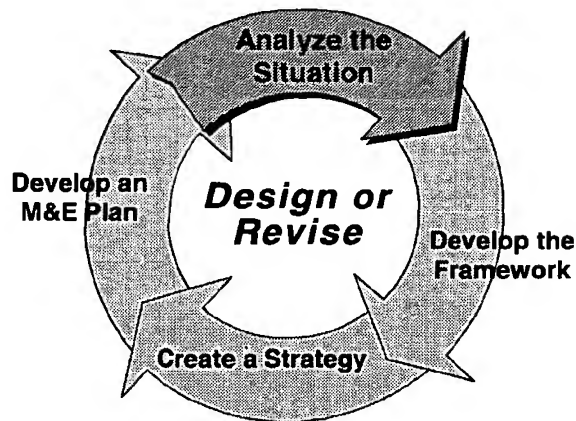 Analyze the
Situation
Develop the
Framework
Create a Strategy
Develop an
M&E Plan
Design or
Revise